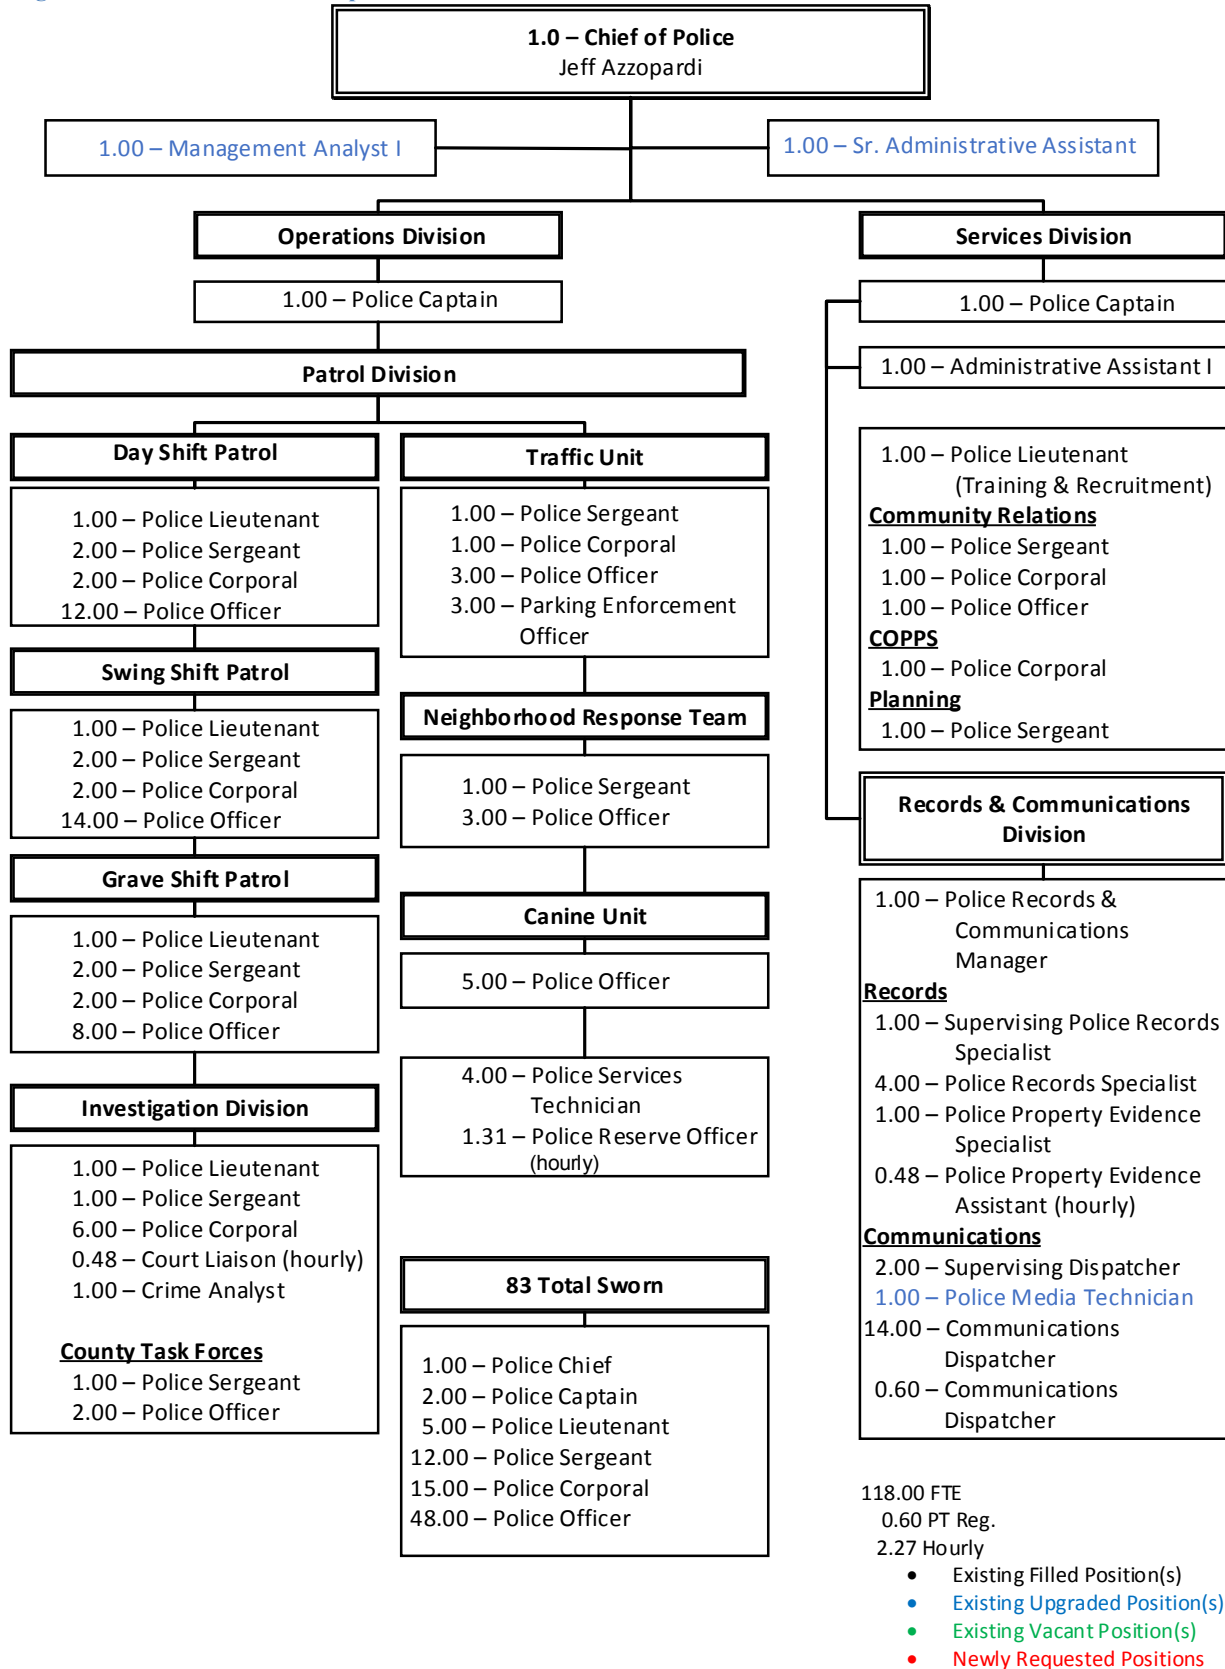 1.0 – Chief of Police
Jeff Azzopardi
1.00 – Management Analyst I
1.00 – Sr. Administrative Assistant
Operations Division
1.00 – Police Captain
Patrol Division
Day Shift Patrol
1.00 – Police Lieutenant
2.00 – Police Sergeant
2.00 – Police Corporal
12.00 – Police Officer
Swing Shift Patrol
1.00 – Police Lieutenant
2.00 – Police Sergeant
2.00 – Police Corporal
14.00 – Police Officer
Grave Shift Patrol
1.00 – Police Lieutenant
2.00 – Police Sergeant
2.00 – Police Corporal
8.00 – Police Officer
Investigation Division
1.00 – Police Lieutenant
1.00 – Police Sergeant
6.00 – Police Corporal
0.48 – Court Liaison (hourly)
1.00 – Crime Analyst
County Task Forces
1.00 – Police Sergeant
2.00 – Police Officer
Traffic Unit
1.00 – Police Sergeant
1.00 – Police Corporal
3.00 – Police Officer
3.00 – Parking Enforcement
Officer
Neighborhood Response Team
1.00 – Police Sergeant
3.00 – Police Officer
Canine Unit
5.00 – Police Officer
4.00 – Police Services
Technician
1.31 – Police Reserve Officer
(hourly)
83 Total Sworn
1.00 – Police Chief
2.00 – Police Captain
5.00 – Police Lieutenant
12.00 – Police Sergeant
15.00 – Police Corporal
48.00 – Police Officer
Services Division
1.00 – Police Captain
1.00 – Administrative Assistant I
1.00 – Police Lieutenant
(Training & Recruitment)
Community Relations
1.00 – Police Sergeant
1.00 – Police Corporal
1.00 – Police Officer
COPPS
1.00 – Police Corporal
Planning
1.00 – Police Sergeant
Records & Communications
Division
1.00 – Police Records &
Communications
Manager
Records
1.00 – Supervising Police Records
Specialist
4.00 – Police Records Specialist
1.00 – Police Property Evidence
Specialist
0.48 – Police Property Evidence
Assistant (hourly)
Communications
2.00 – Supervising Dispatcher
1.00 – Police Media Technician
14.00 – Communications
Dispatcher
0.60 – Communications
Dispatcher
118.00 FTE
0.60 PT Reg.
2.27 Hourly
• Existing Filled Position(s)
• Existing Upgraded Position(s)
• Existing Vacant Position(s)
• Newly Requested Positions